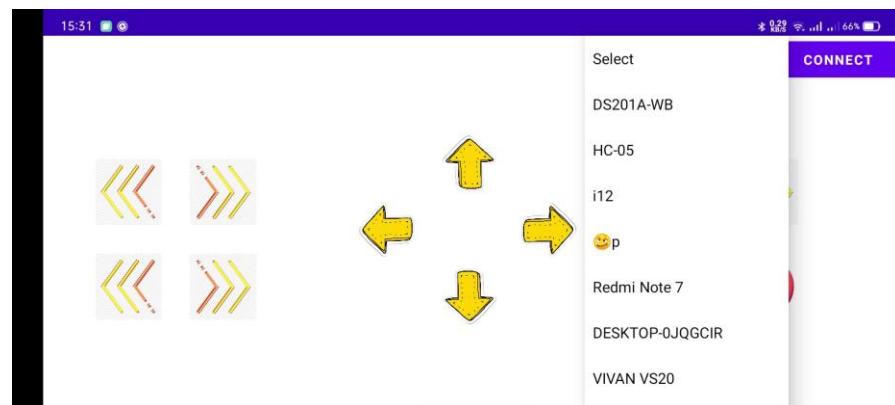 15:31
0.29
KB/S
66%
Select
CONNECT
DS201A-WB
HC-05
i12
😀p
Redmi Note 7
DESKTOP-0JQGCIR
VIVAN VS20